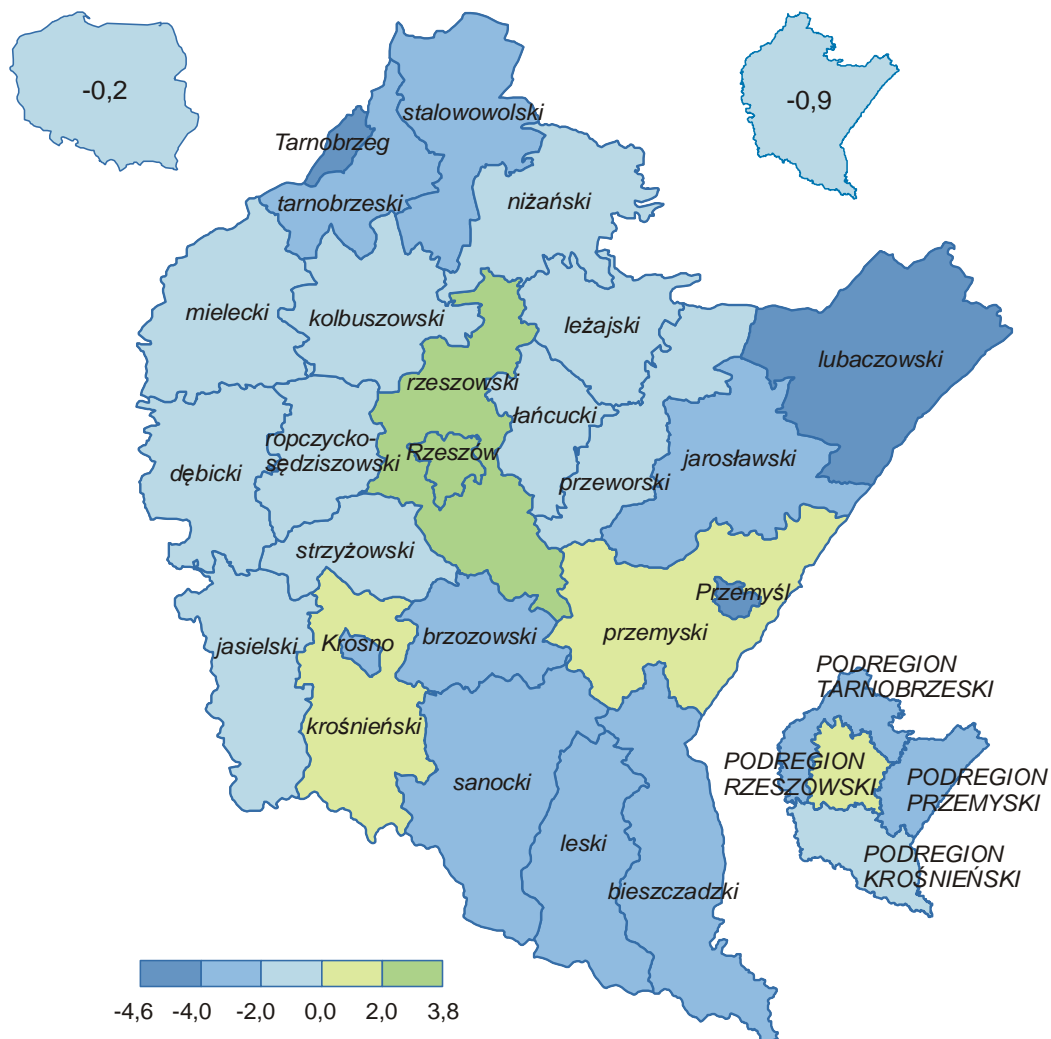 -0,2
-0,9
stalowowolski
Tarnobrzeg
tarnobrzeski
niżański
mielecki
kolbuszowski
leżajski
lubaczowski
rzeszowski
łańcucki
ropczycko-
sędziszowski
Rzeszów
dębicki
jarosławski
przeworski
strzyżowski
Przemyśl
przemyski
jasielski
Krosno
brzozowski
krośnieński
sanocki
leski
bieszczadzki
PODREGION
TARNOBRZESKI
PODREGION
RZESZOWSKI
PODREGION
PRZEMYSKI
PODREGION
KROŚNIEŃSKI
-4,6 -4,0 -2,0 0,0 2,0 3,8